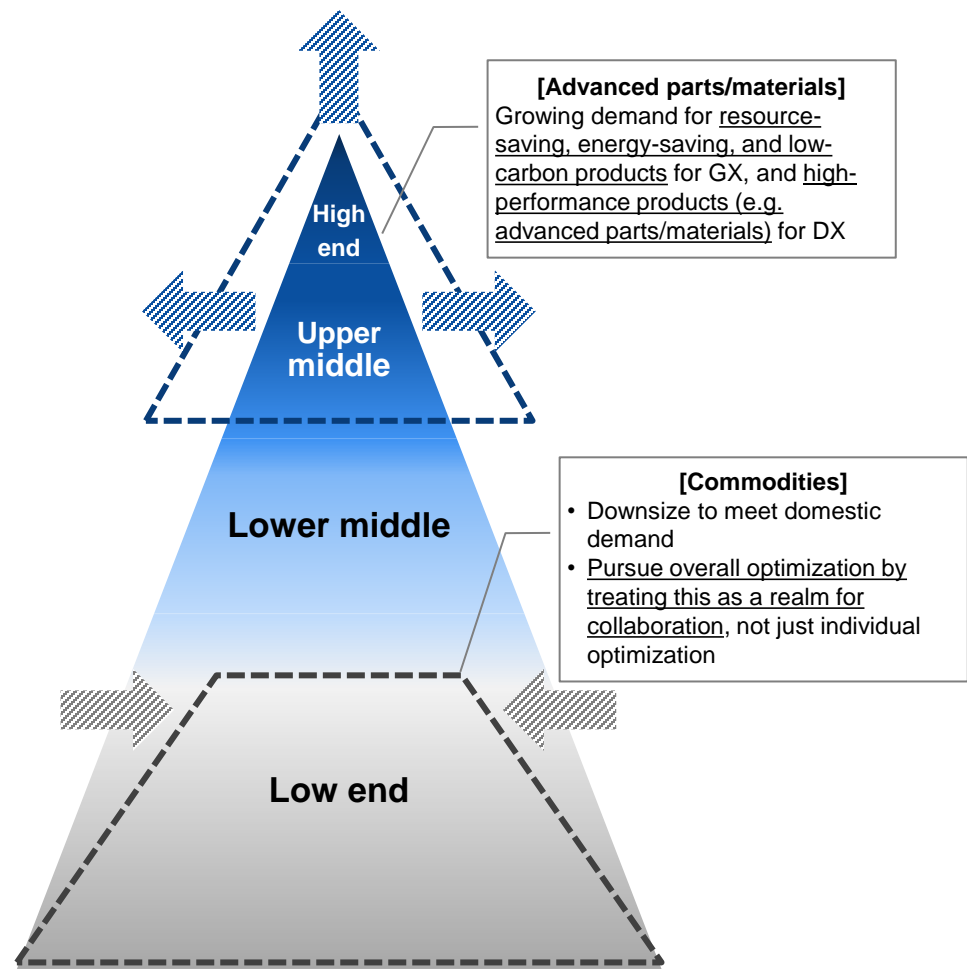 [Advanced parts/materials]
Growing demand for resource-
saving, energy-saving, and low-
carbon products for GX, and high-
performance products (e.g.
advanced parts/materials) for DX
High
end
Upper
middle
[Commodities]
• Downsize to meet domestic
demand
• Pursue overall optimization by
treating this as a realm for
collaboration, not just individual
optimization
Lower middle
Low end